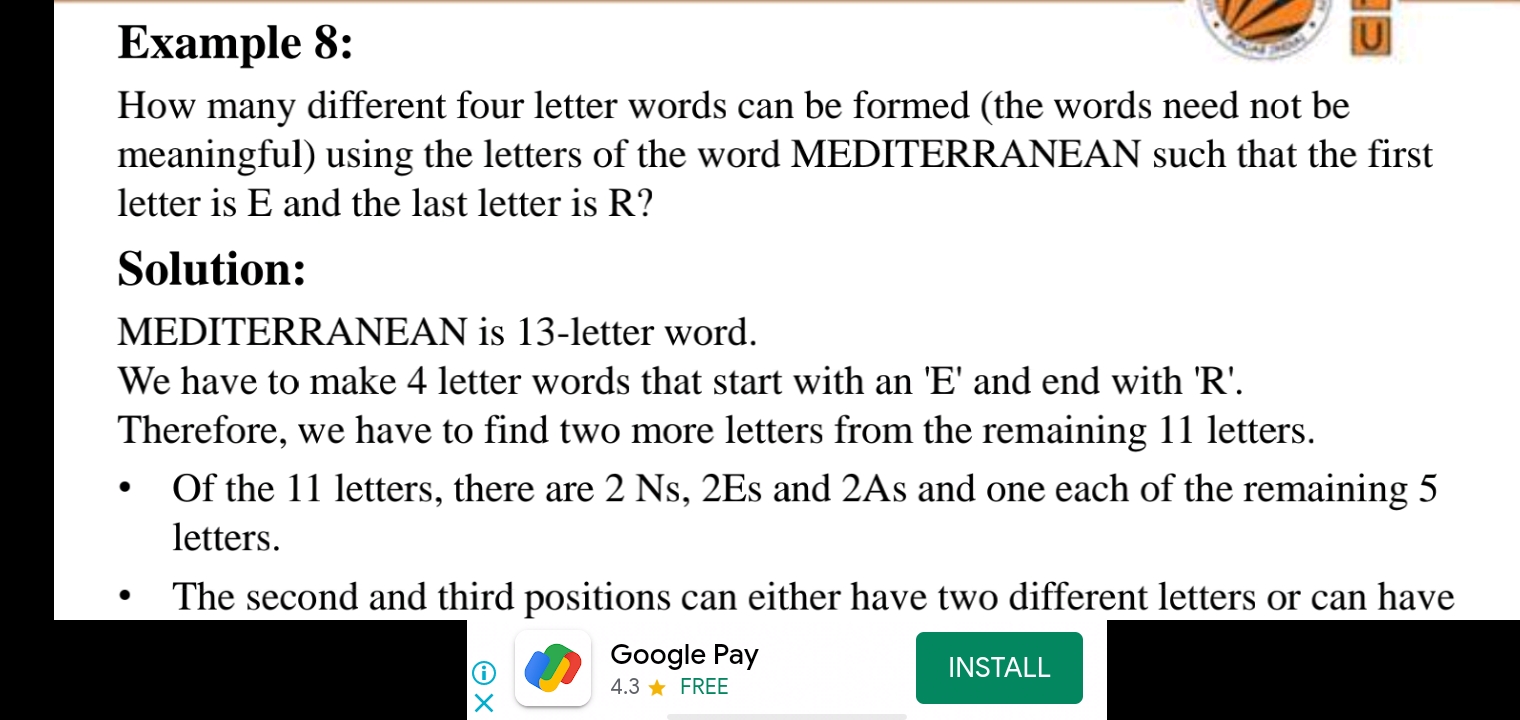 Example 8:
How many different four letter words can be formed (the words need not be
meaningful) using the letters of the word MEDITERRANEAN such that the first
letter is E and the last letter is R?
Solution:
MEDITERRANEAN is 13-letter word.
We have to make 4 letter words that start with an 'E' and end with 'R'.
Therefore, we have to find two more letters from the remaining 11 letters.
• Of the 11 letters, there are 2 Ns, 2Es and 2As and one each of the remaining 5
letters.
• The second and third positions can either have two different letters or can have
U
Google Pay
4.3 ★ FREE
INSTALL